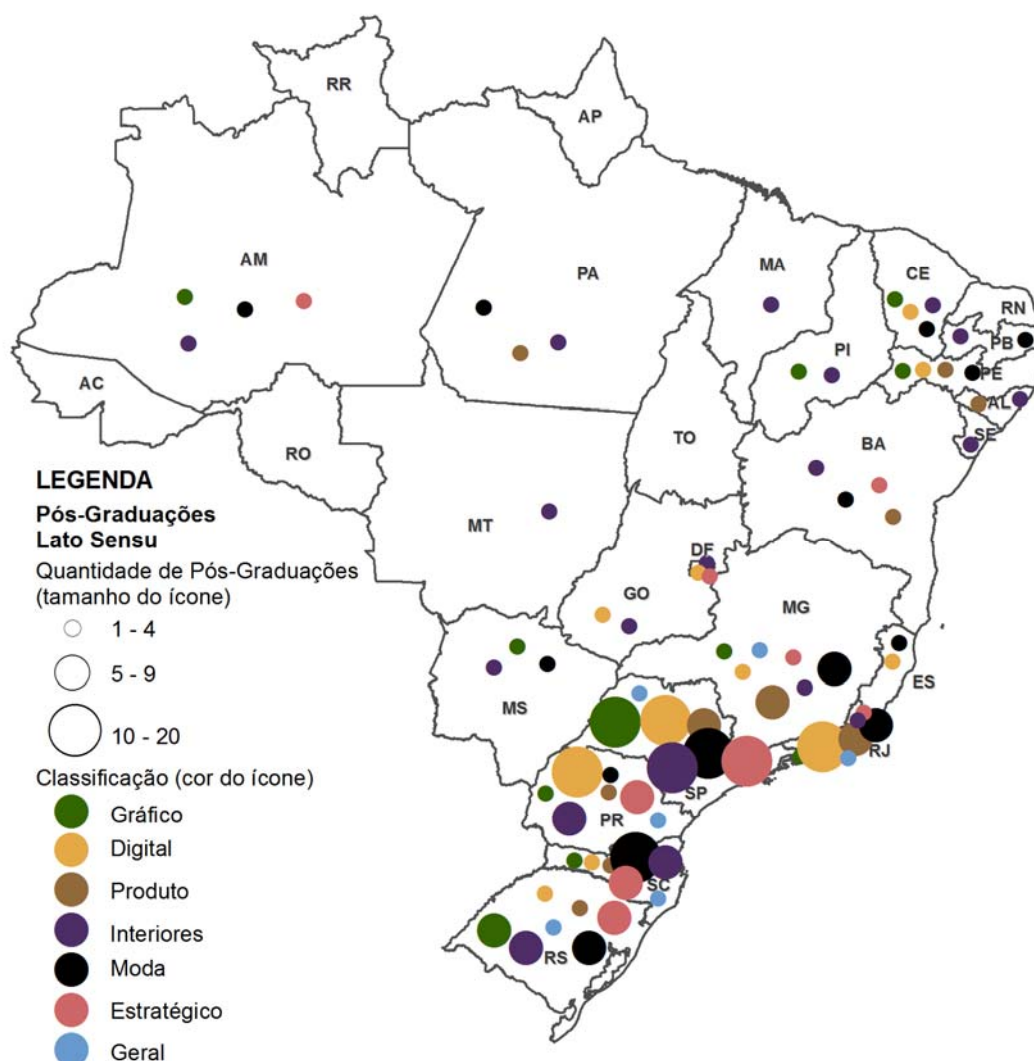 RR
AP
AM
PA
MA
CE
RN
PB
PI
PE
AL
SE
AC
RO
TO
BA
MT
DF
GO
MG
MS
ES
RJ
SP
PR
SC
RS
LEGENDA
Pós-Graduações
Lato Sensu
Quantidade de Pós-Graduações
(tamanho do ícone)
1 - 4
5 - 9
10 - 20
Classificação (cor do ícone)
Gráfico
Digital
Produto
Interiores
Moda
Estratégico
Geral